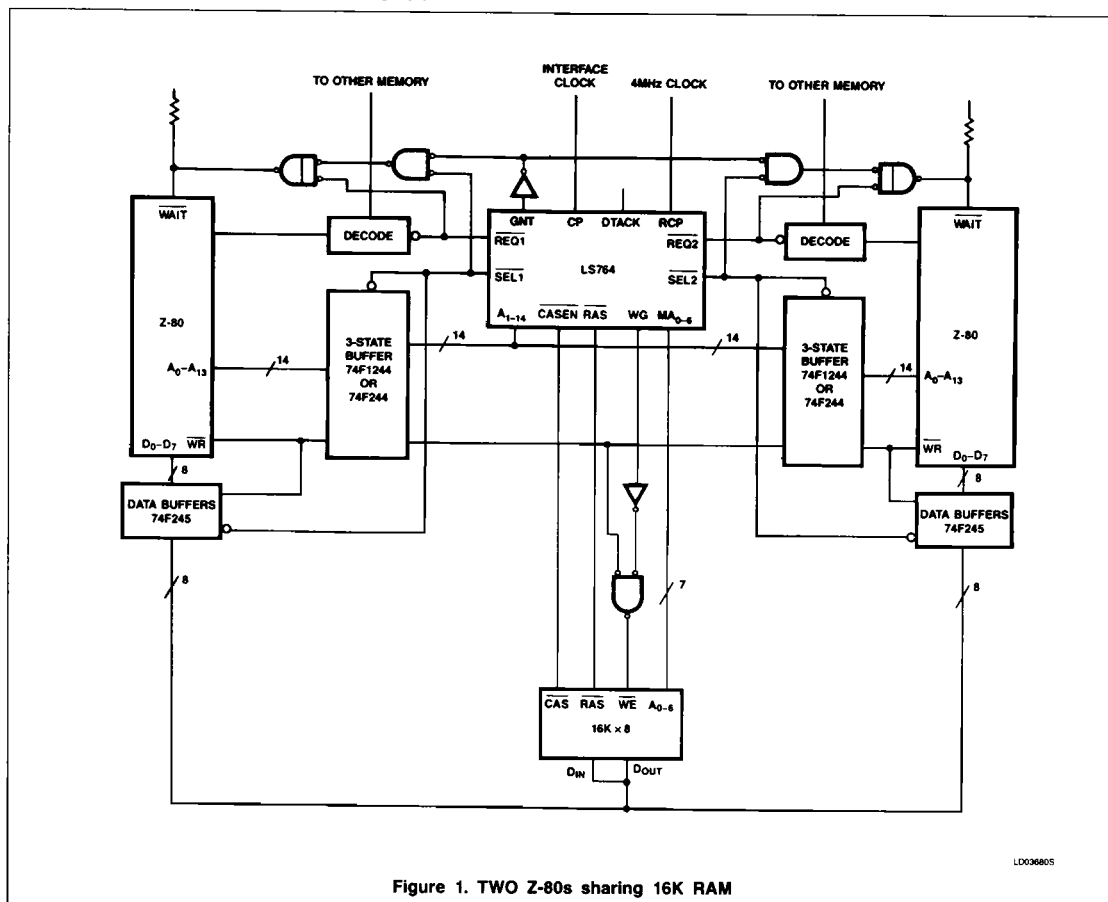 INTERFACE
CLOCK
4MHz CLOCK
TO OTHER MEMORY
TO OTHER MEMORY
WAIT
GNT
CP
DTACK
RCP
WAIT
DECODE
REQ1
REQ2
DECODE
LS764
SEL1
SEL2
Z-80
A1-14
CASEN
RAS
WG
MA0-6
Z-80
3-STATE
BUFFER
74F1244
OR
74F244
14
14
3-STATE
BUFFER
74F1244
OR
74F244
A0–A13
14
14
A0–A13
D0-D7
WR
WR
D0-D7
8
8
DATA BUFFERS
74F245
DATA BUFFERS
74F245
8
7
8
CAS
RAS
WE
A0-6
16K × 8
DIN
DOUT
LD03680S
Figure 1. TWO Z-80s sharing 16K RAM